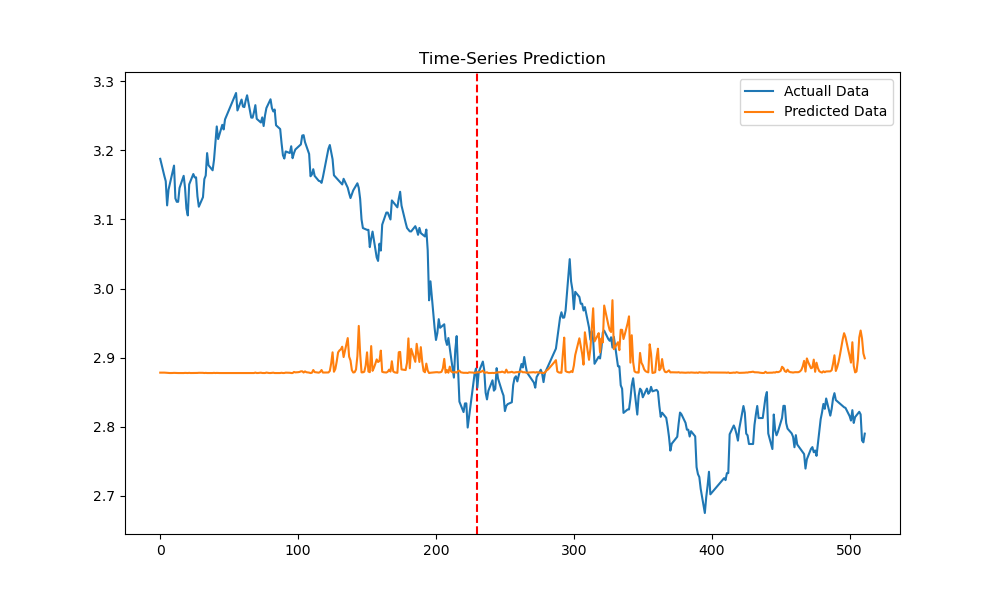 Time-Series Prediction
Actuall Data
Predicted Data
3.3
3.2
3.1
3.0
2.9
2.8
2.7
0 100 200 300 400 500